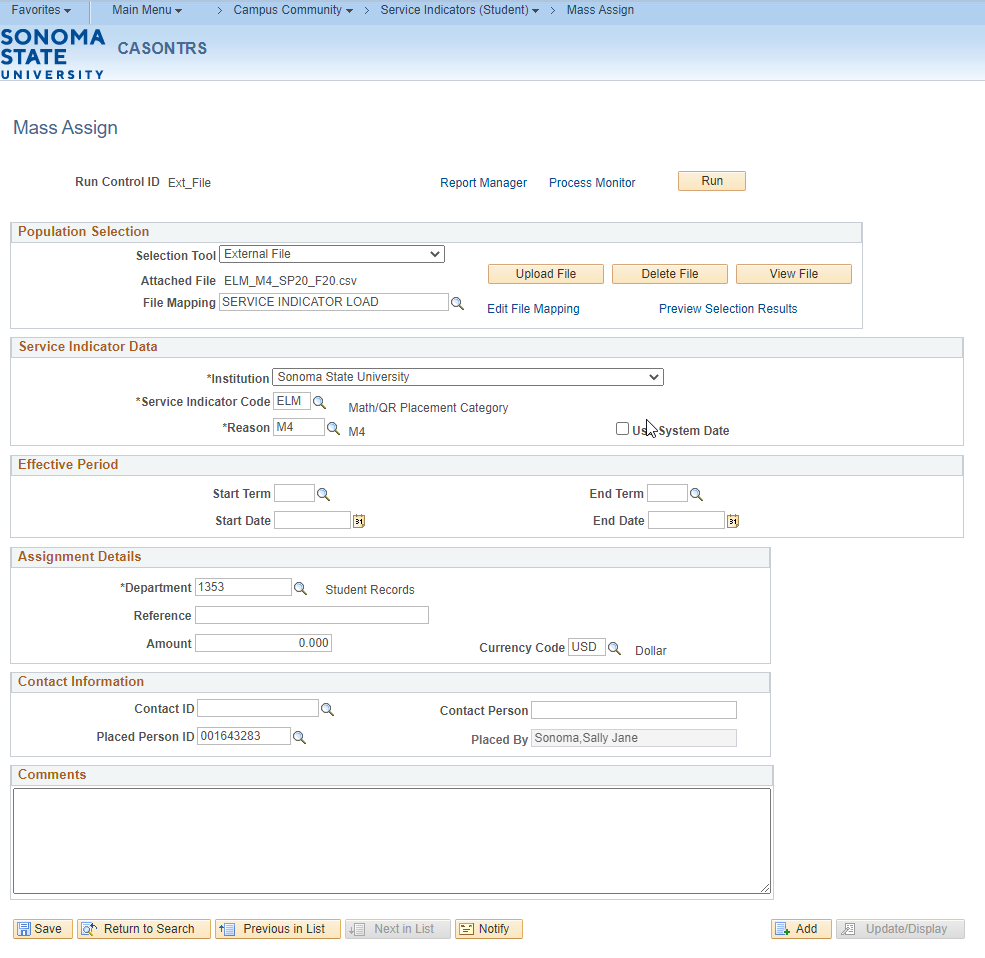 Favorites Main Menu > Campus Community > Service Indicators (Student) > Mass Assign
SONOMA
STATE
UNIVERSITY
CASONTRS
Mass Assign
Run Control ID Ext_File Report Manager Process Monitor Run
Population Selection
Selection Tool External File
Attached File ELM_M4_SP20_F20.csv Upload File Delete File View File
File Mapping SERVICE INDICATOR LOAD Edit File Mapping Preview Selection Results
Service Indicator Data
*Institution Sonoma State University
*Service Indicator Code ELM Math/QR Placement Category
*Reason M4 M4 System Date
Effective Period
Start Term End Term
Start Date 31 End Date 31
Assignment Details
*Department 1353 Student Records
Reference
Amount 0.000 Currency Code USD Dollar
Contact Information
Contact ID Contact Person
Placed Person ID 001643283 Placed By Sonoma,Sally Jane
Comments
Save Return to Search Previous in List Next in List Notify Add Update/Display